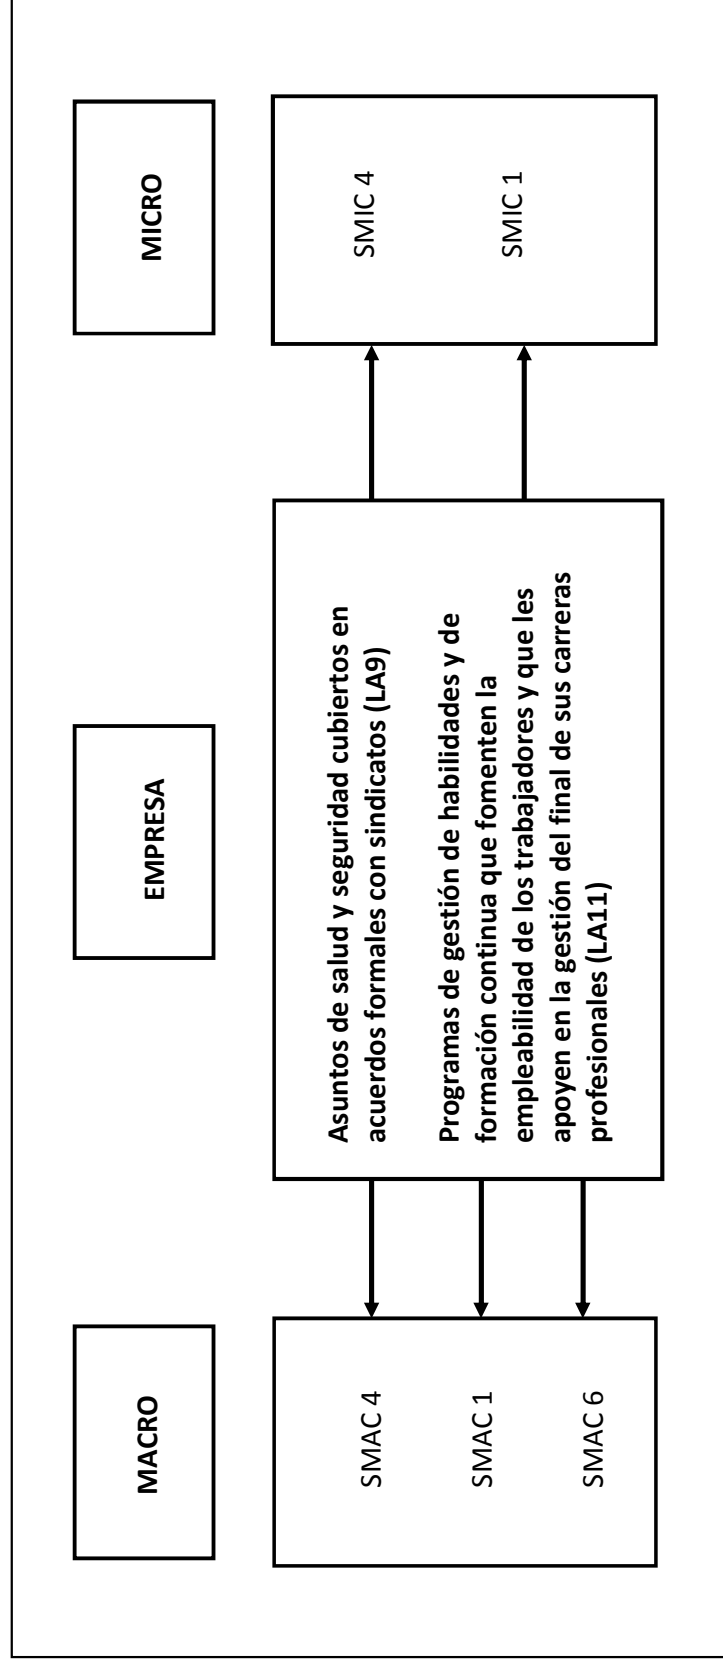 MACRO
EMPRESA
MICRO
SMAC 4
SMAC 1
SMAC 6
Asuntos de salud y seguridad cubiertos en
acuerdos formales con sindicatos (LA9)
Programas de gestión de habilidades y de
formación continua que fomenten la
empleabilidad de los trabajadores y que les
apoyen en la gestión del final de sus carreras
profesionales (LA11)
SMIC 4
SMIC 1